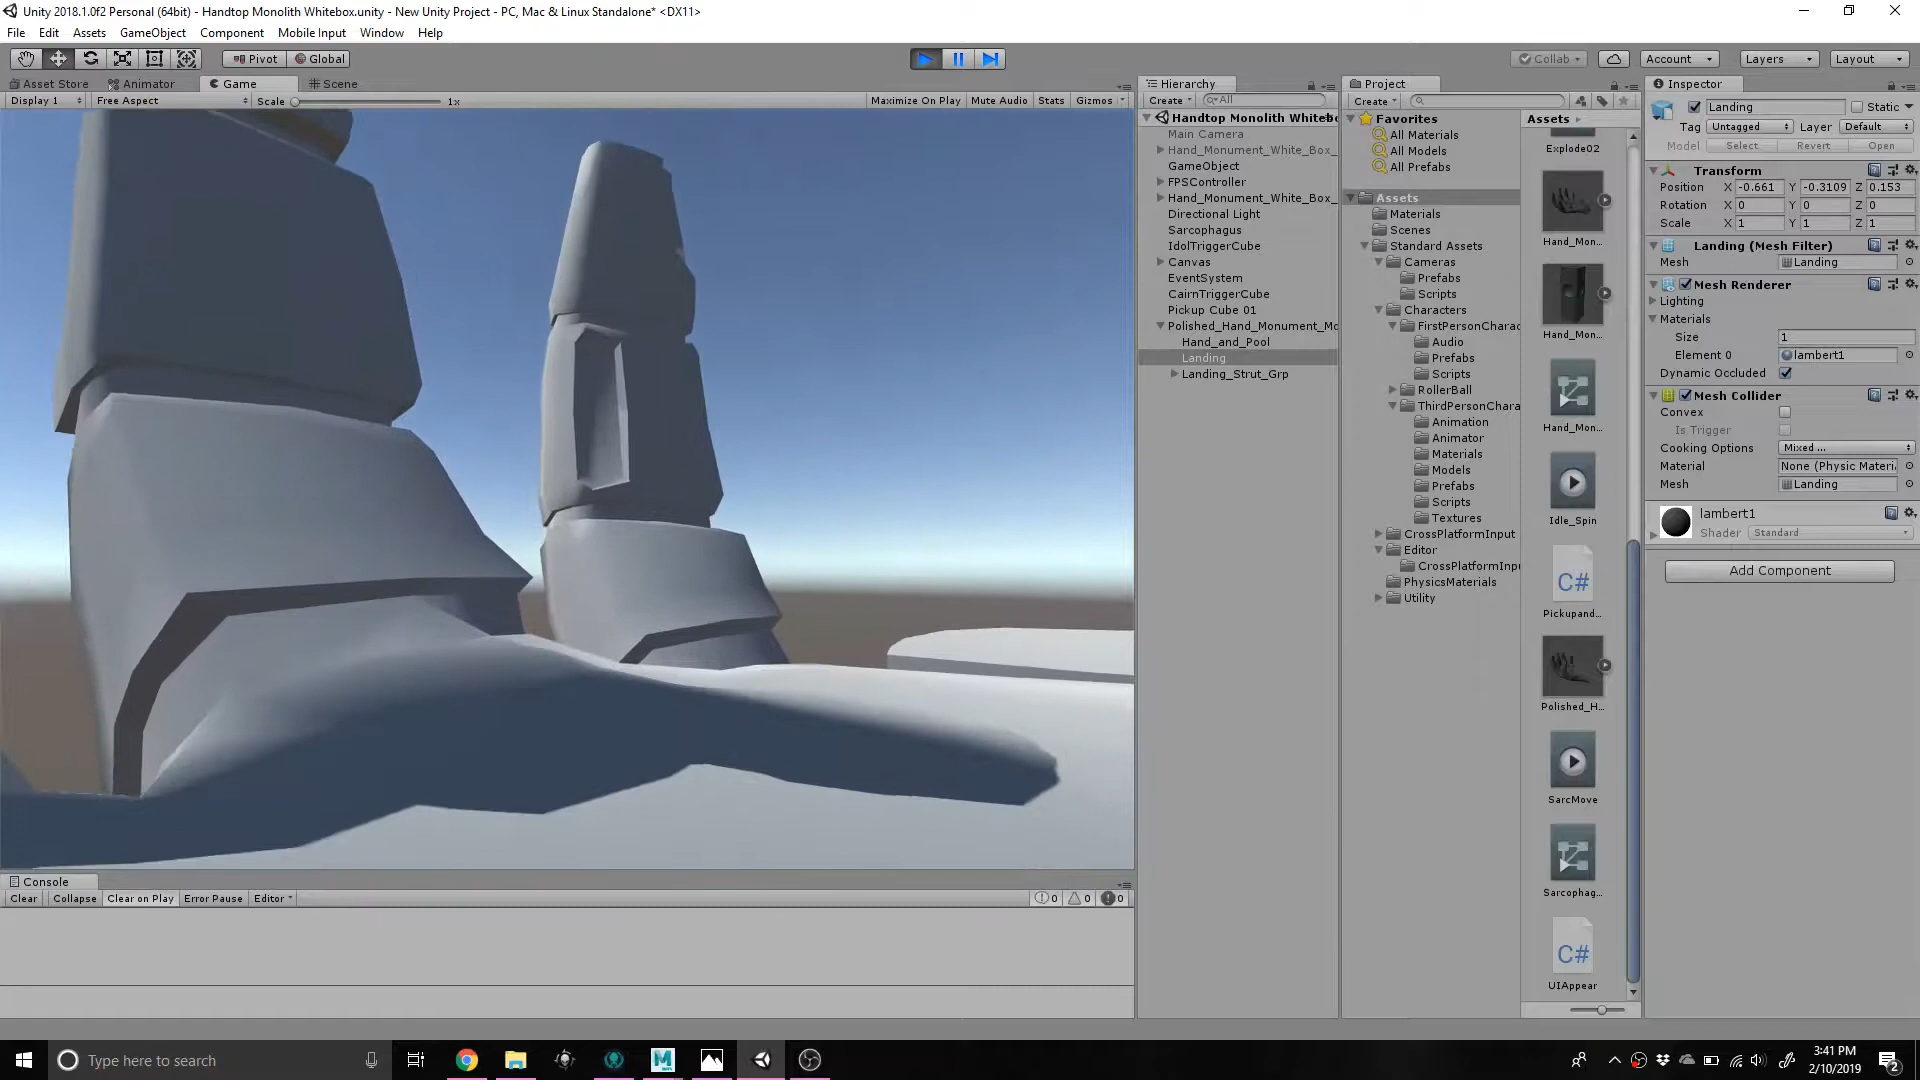 Unity 2018.1.0f2 Personal (64bit) - Handtop Monolith Whitebox.unity - New Unity Project - PC, Mac & Linux Standalone* <DX11>
File Edit Assets GameObject Component Mobile Input Window Help
Pivot Global Collab Account Layers Layout
Asset Store Animator Game Scene
Display 1 Free Aspect Scale 1x Maximize On Play Mute Audio Stats Gizmos
Hierarchy
Create All
Handtop Monolith Whitebo
Main Camera
Hand_Monument_White_Box_
GameObject
FPSController
Hand_Monument_White_Box_
Directional Light
Sarcophagus
IdolTriggerCube
Canvas
EventSystem
CairnTriggerCube
Pickup Cube 01
Polished_Hand_Monument_Mo
Hand_and_Pool
Landing
Landing_Strut_Grp
Project
Create
Favorites
All Materials
All Models
All Prefabs
Assets
Materials
Scenes
Standard Assets
Cameras
Prefabs
Scripts
Characters
FirstPersonCharac
Audio
Prefabs
Scripts
RollerBall
ThirdPersonChara
Animation
Animator
Materials
Models
Prefabs
Scripts
Textures
CrossPlatformInput
Editor
CrossPlatformInpu
PhysicsMaterials
Utility
Assets
Explode02
Hand_Mon...
Hand_Mon...
Hand_Mon...
Idle_Spin
Pickupand...
Polished_H...
SarcMove
Sarcophag...
UIAppear
C#
C#
Inspector
Landing Static
Tag Untagged Layer Default
Model Select Revert Open
Transform
Position X -0.661 Y -0.3109 Z 0.153
Rotation X 0 Y 0 Z 0
Scale X 1 Y 1 Z 1
Landing (Mesh Filter)
Mesh Landing
Mesh Renderer
Lighting
Materials
Size 1
Element 0 lambert1
Dynamic Occluded
Mesh Collider
Convex
Is Trigger
Cooking Options Mixed ...
Material None (Physic Materi
Mesh Landing
lambert1
Shader Standard
Add Component
Console
Clear Collapse Clear on Play Error Pause Editor 0 0 0
Type here to search
3:41 PM
2/10/2019
2